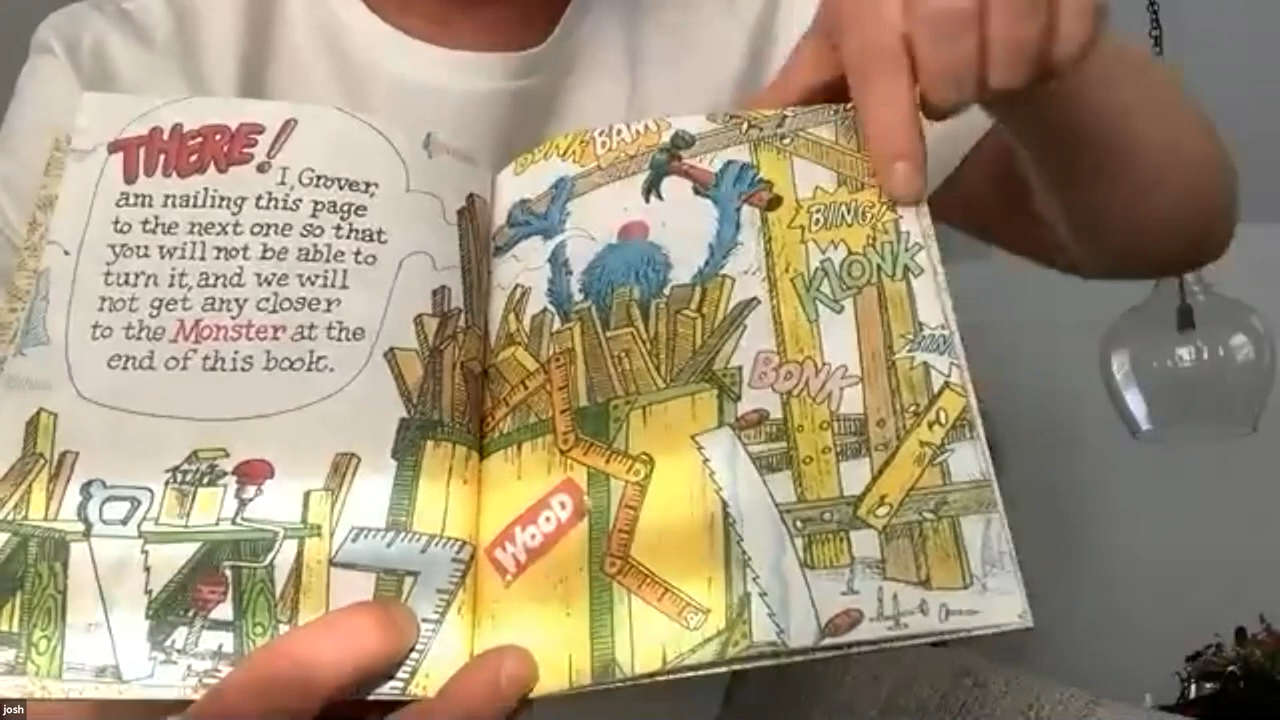 THERE!
I, Grover,
am nailing this page
to the next one so that
you will not be able to
turn it, and we will
not get any closer
to the Monster at the
end of this book.
BONK
BAM
BING!
KLONK
BONK
WOOD
josh